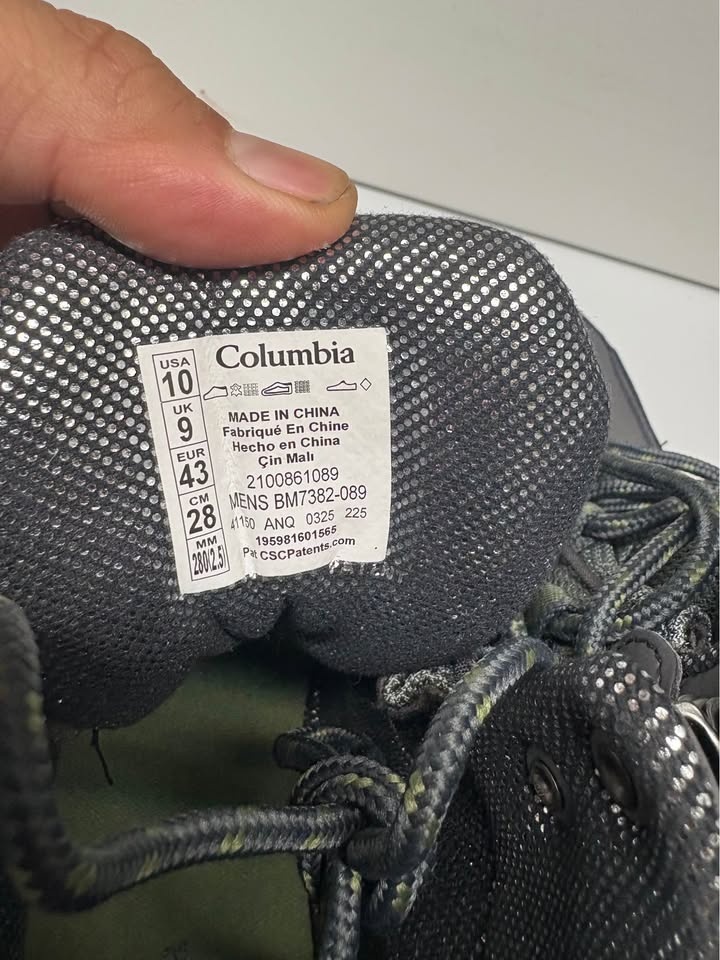 USA
10
UK
9
EUR
43
CM
28
MM
280(2.5)
Columbia
MADE IN CHINA
Fabriqué En Chine
Hecho en China
Çin Malı
2100861089
MENS BM7382-089
41150 ANQ 0325 225
195981601565
Pat CSCPatents.com